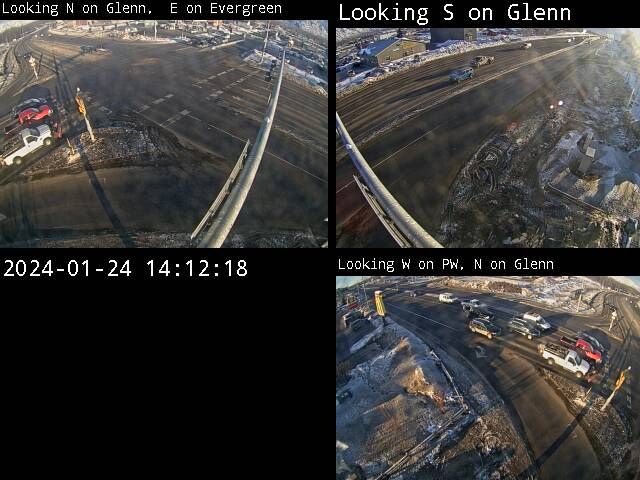 Looking N on Glenn,  E on Evergreen
Looking S on Glenn
2024-01-24 14:12:18
Looking W on PW, N on Glenn